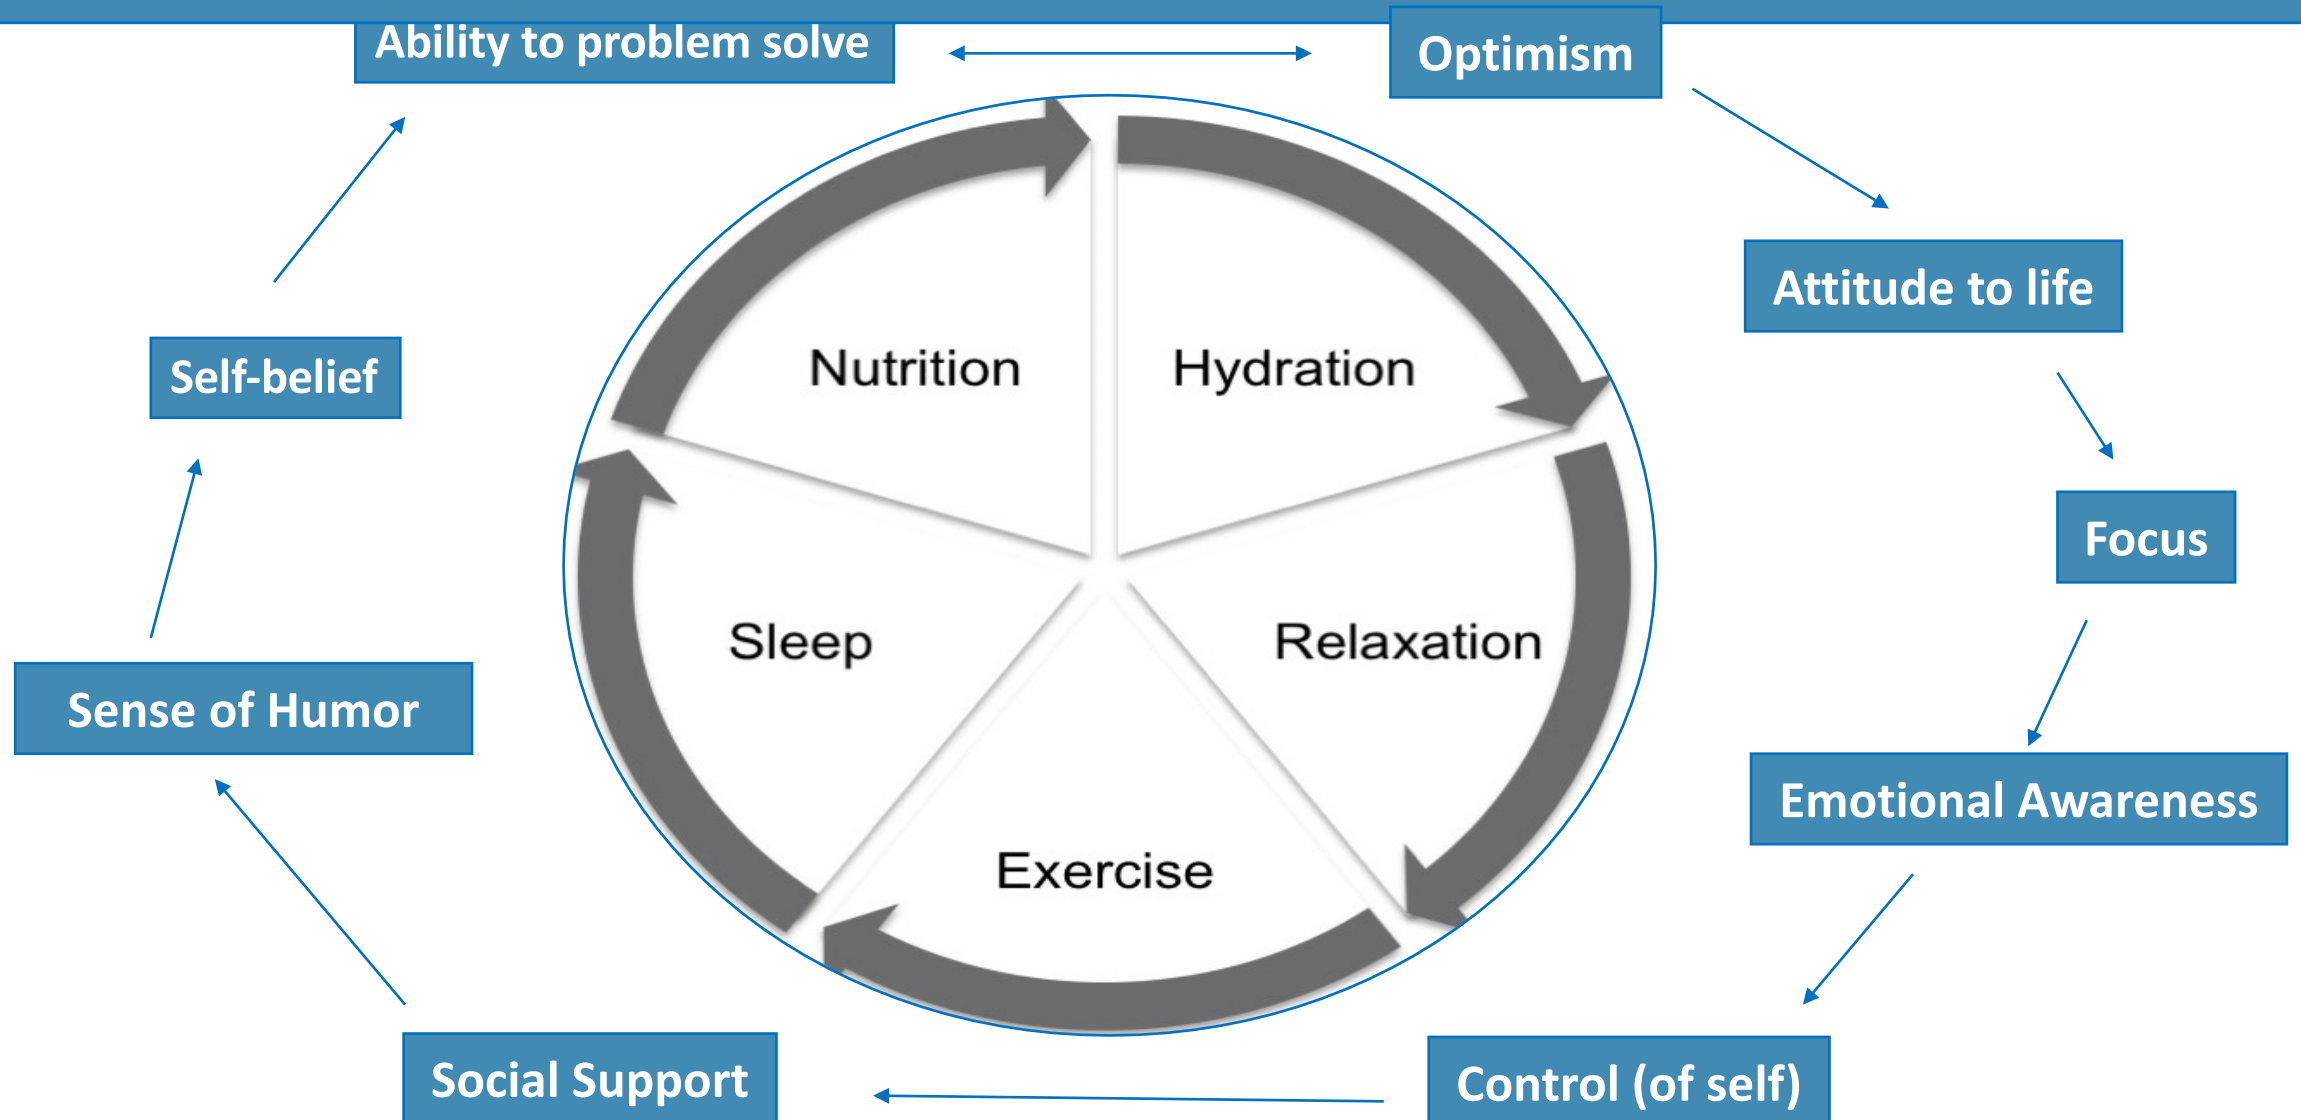 Ability to problem solve
Optimism
Attitude to life
Focus
Emotional Awareness
Control (of self)
Social Support
Sense of Humor
Self-belief
Nutrition
Hydration
Relaxation
Exercise
Sleep